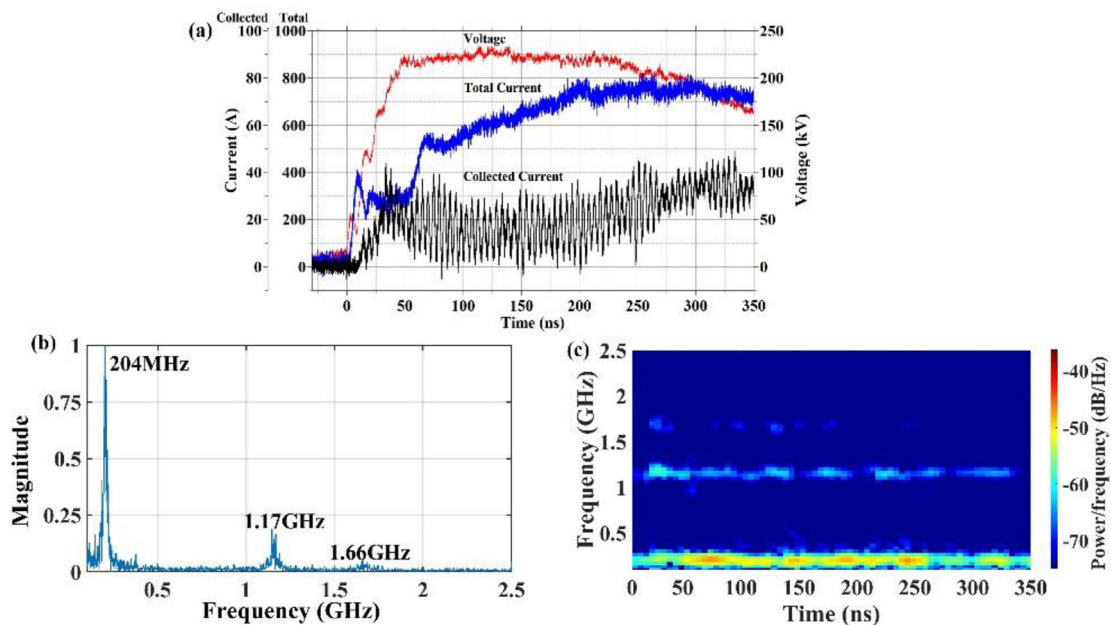 Collected Total
(a)
100 1000 250
Voltage
80 800 200
Total Current
60 600 150
Current (A)
Voltage (kV)
Collected Current
40 400 100
20 200 50
0 0 0
0 50 100 150 200 250 300 350
Time (ns)
(b)
1
204MHz
0.75
0.5
Magnitude
0.25
1.17GHz
1.66GHz
0
0.5 1 1.5 2 2.5
Frequency (GHz)
(c)
2.5
2
1.5
1
0.5
Frequency (GHz)
0 50 100 150 200 250 300 350
Time (ns)
-40
-50
-60
-70
Power/frequency (dB/Hz)